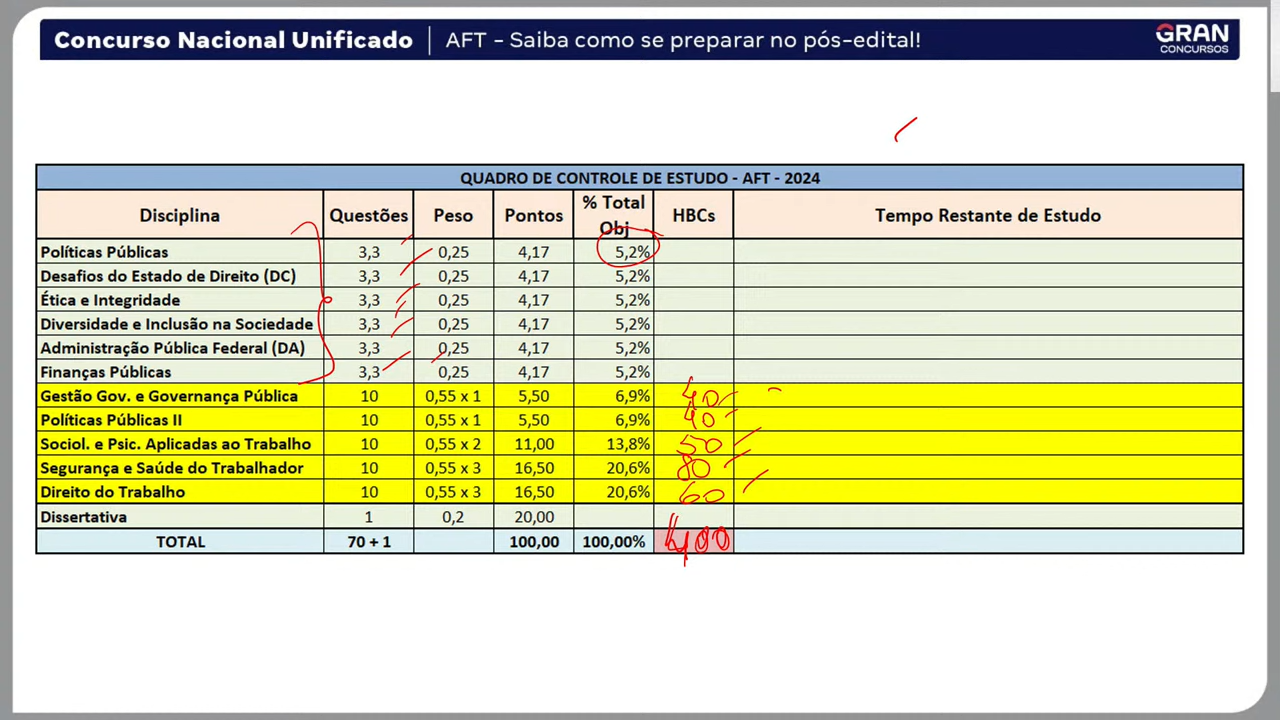 Concurso Nacional Unificado | AFT – Saiba como se preparar no pós-edital!
GRAN
CONCURSOS
QUADRO DE CONTROLE DE ESTUDO - AFT - 2024
Disciplina Questões Peso Pontos % Total Obj HBCs Tempo Restante de Estudo
Políticas Públicas 3,3 0,25 4,17 5,2%
Desafios do Estado de Direito (DC) 3,3 0,25 4,17 5,2%
Ética e Integridade 3,3 0,25 4,17 5,2%
Diversidade e Inclusão na Sociedade 3,3 0,25 4,17 5,2%
Administração Pública Federal (DA) 3,3 0,25 4,17 5,2%
Finanças Públicas 3,3 0,25 4,17 5,2%
Gestão Gov. e Governança Pública 10 0,55 x 1 5,50 6,9% 40
Políticas Públicas II 10 0,55 x 1 5,50 6,9% 40
Sociol. e Psic. Aplicadas ao Trabalho 10 0,55 x 2 11,00 13,8% 50
Segurança e Saúde do Trabalhador 10 0,55 x 3 16,50 20,6% 80
Direito do Trabalho 10 0,55 x 3 16,50 20,6% 60
Dissertativa 1 0,2 20,00
TOTAL 70 + 1 100,00 100,00% 400